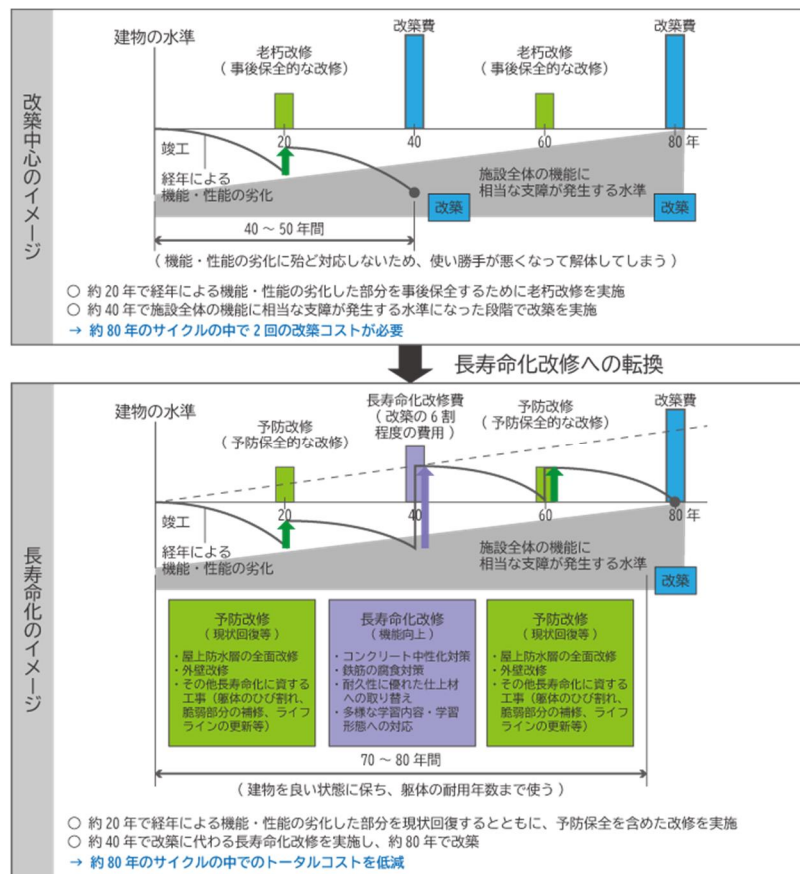 改築中心のイメージ
建物の水準
老朽改修
（事後保全的な改修）
改築費
老朽改修
（事後保全的な改修）
改築費
20
40
60
80 年
竣工
経年による
機能・性能の劣化
施設全体の機能に
相当な支障が発生する水準
改築
改築
40 ～ 50 年間
（機能・性能の劣化に殆ど対応しないため、使い勝手が悪くなって解体してしまう）
○ 約 20 年で経年による機能・性能の劣化した部分を事後保全するために老朽改修を実施
○ 約 40 年で施設全体の機能に相当な支障が発生する水準になった段階で改築を実施
→ 約 80 年のサイクルの中で 2 回の改築コストが必要
長寿命化改修への転換
長寿命化のイメージ
建物の水準
予防改修
（予防保全的な改修）
長寿命化改修費
（改築の 6 割
程度の費用）
予防改修
（予防保全的な改修）
改築費
20
40
60
80 年
竣工
経年による
機能・性能の劣化
施設全体の機能に
相当な支障が発生する水準
改築
予防改修
（現状回復等）
・屋上防水層の全面改修
・外壁改修
・その他長寿命化に資する
工事（躯体のひび割れ、
脆弱部分の補修、ライフ
ラインの更新等）
長寿命化改修
（機能向上）
・コンクリート中性化対策
・鉄筋の腐食対策
・耐久性に優れた仕上材
への取り替え
・多様な学習内容・学習
形態への対応
予防改修
（現状回復等）
・屋上防水層の全面改修
・外壁改修
・その他長寿命化に資する
工事（躯体のひび割れ、
脆弱部分の補修、ライフ
ラインの更新等）
70 ～ 80 年間
（建物を良い状態に保ち、躯体の耐用年数まで使う）
○ 約 20 年で経年による機能・性能の劣化した部分を現状回復するとともに、予防保全を含めた改修を実施
○ 約 40 年で改築に代わる長寿命化改修を実施し、約 80 年で改築
→ 約 80 年のサイクルの中でのトータルコストを低減